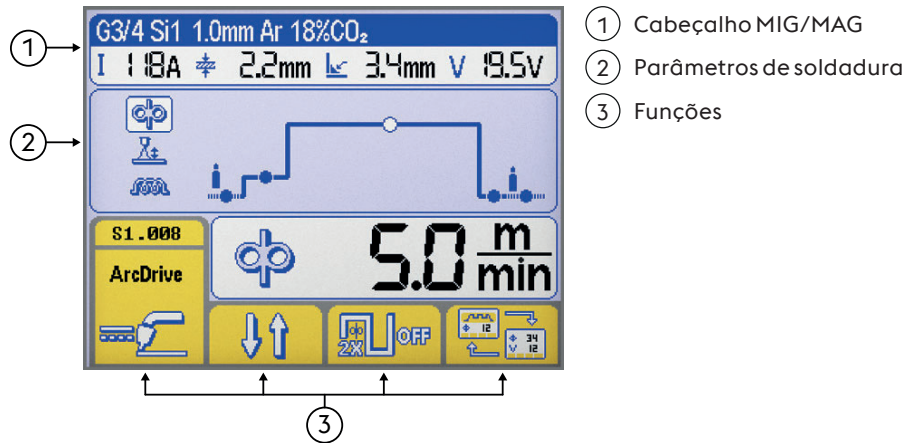 G3/4 Si1 1.0mm Ar 18%CO₂
I 118A 2.2mm 3.4mm V 19.5V
S1.008
ArcDrive
5.0 m/min
2X OFF
12
34
V 12
1 Cabeçalho MIG/MAG
2 Parâmetros de soldadura
3 Funções
1
2
3